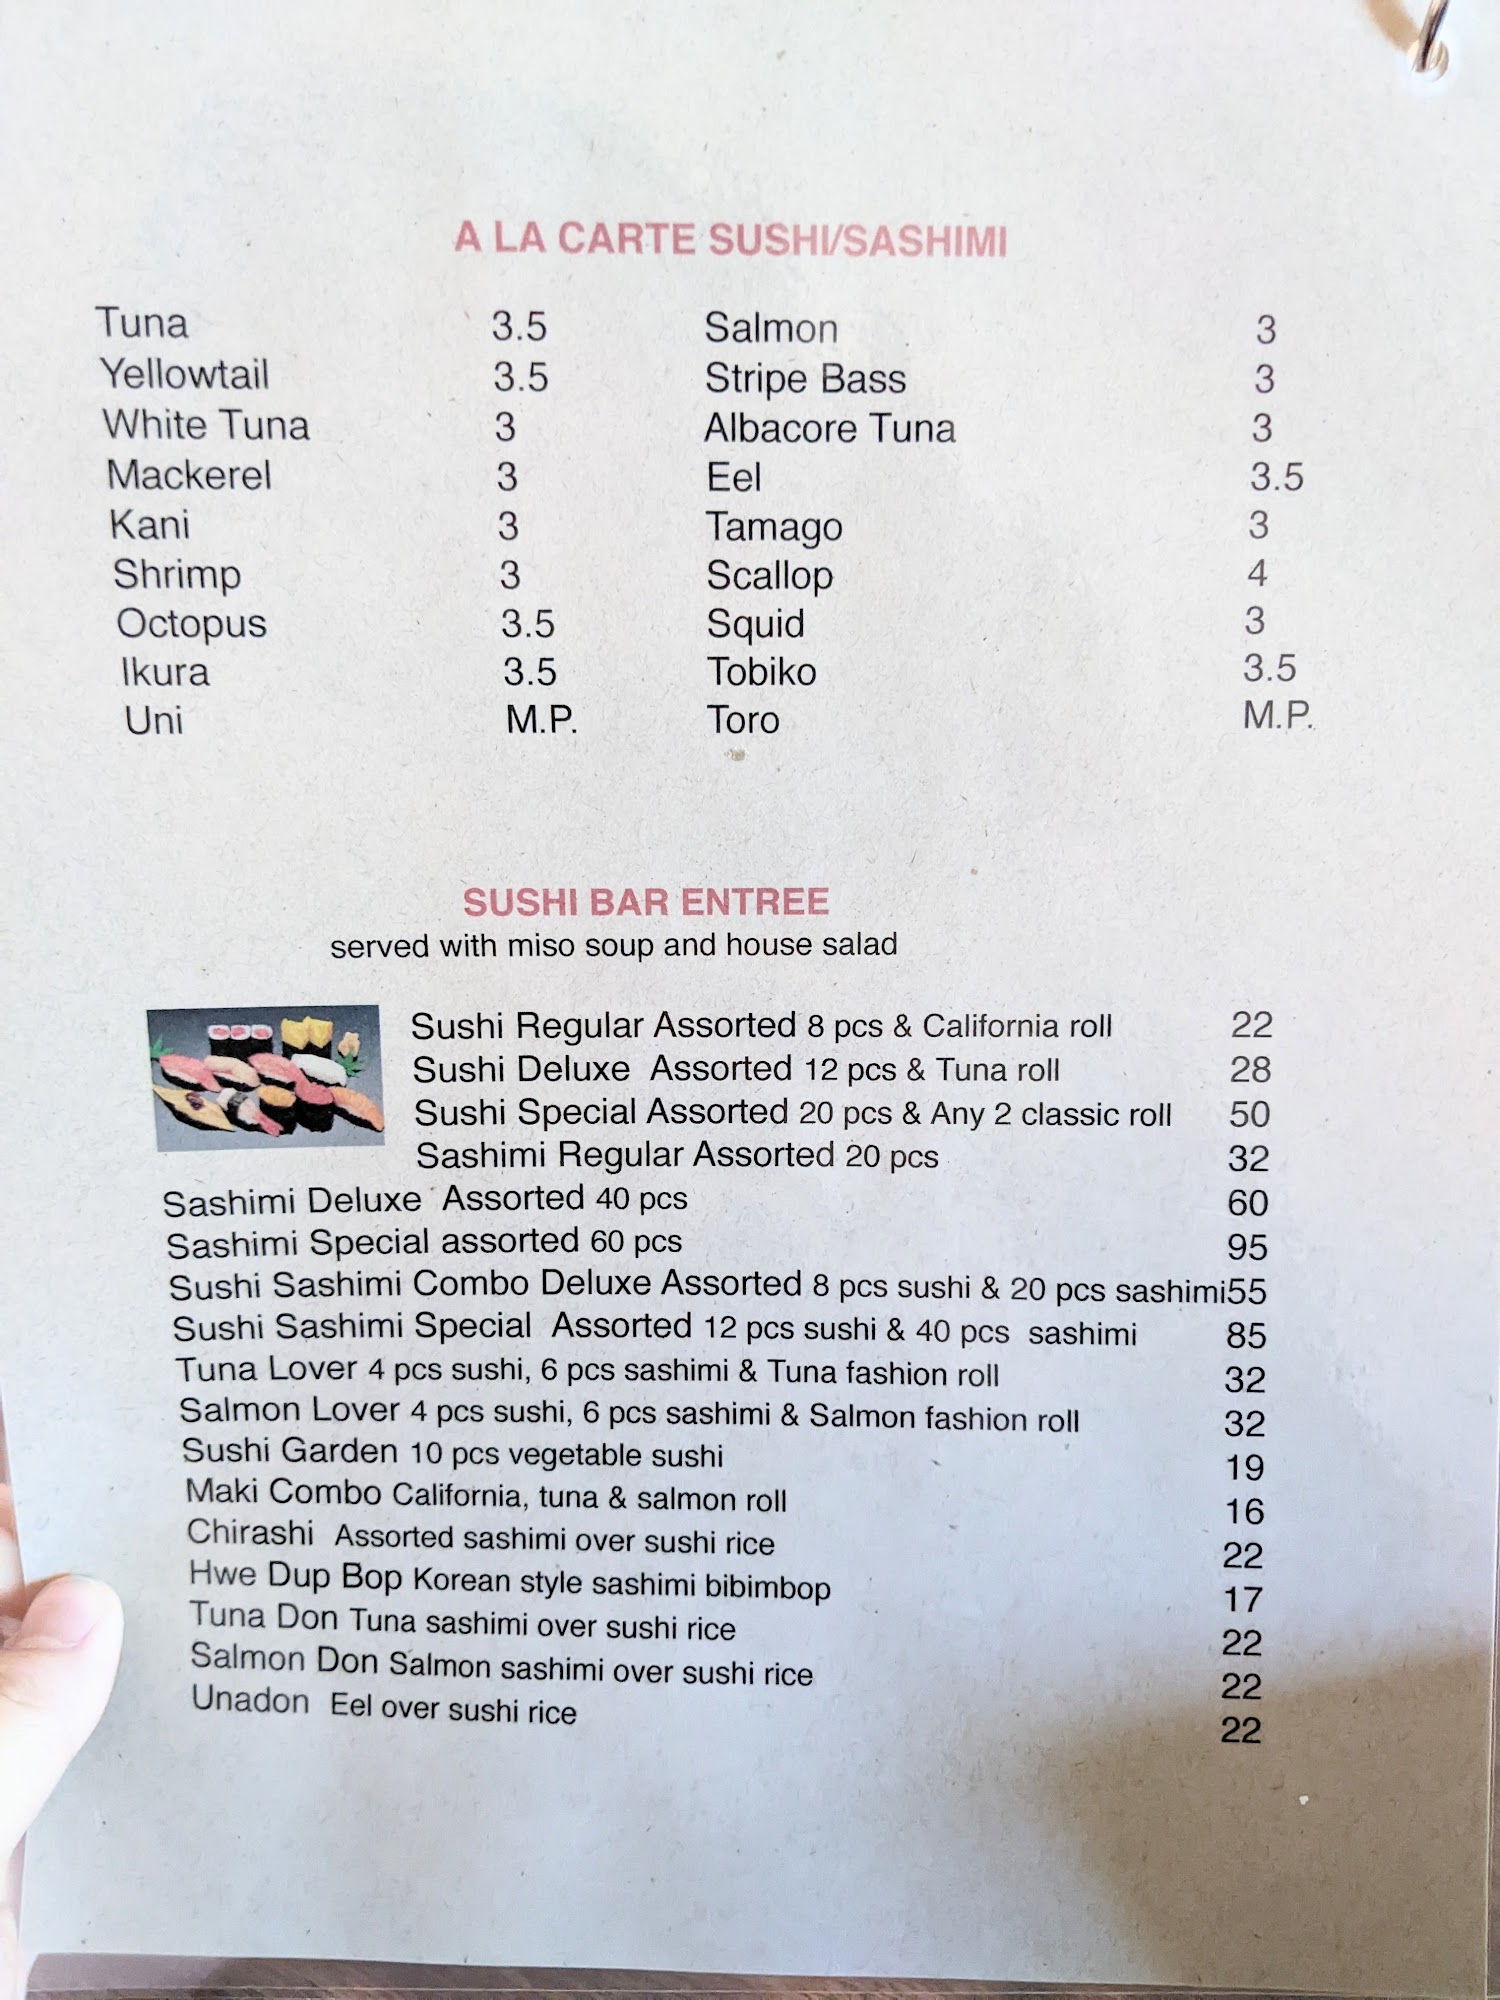 A LA CARTE SUSHI/SASHIMI
Tuna 3.5 Salmon 3
Yellowtail 3.5 Stripe Bass 3
White Tuna 3 Albacore Tuna 3
Mackerel 3 Eel 3.5
Kani 3 Tamago 3
Shrimp 3 Scallop 4
Octopus 3.5 Squid 3
Ikura 3.5 Tobiko 3.5
Uni M.P. Toro M.P.
SUSHI BAR ENTREE
served with miso soup and house salad
Sushi Regular Assorted 8 pcs & California roll 22
Sushi Deluxe Assorted 12 pcs & Tuna roll 28
Sushi Special Assorted 20 pcs & Any 2 classic roll 50
Sashimi Regular Assorted 20 pcs 32
Sashimi Deluxe Assorted 40 pcs 60
Sashimi Special assorted 60 pcs 95
Sushi Sashimi Combo Deluxe Assorted 8 pcs sushi & 20 pcs sashimi55
Sushi Sashimi Special Assorted 12 pcs sushi & 40 pcs sashimi 85
Tuna Lover 4 pcs sushi, 6 pcs sashimi & Tuna fashion roll 32
Salmon Lover 4 pcs sushi, 6 pcs sashimi & Salmon fashion roll 32
Sushi Garden 10 pcs vegetable sushi 19
Maki Combo California, tuna & salmon roll 16
Chirashi Assorted sashimi over sushi rice 22
Hwe Dup Bop Korean style sashimi bibimbop 17
Tuna Don Tuna sashimi over sushi rice 22
Salmon Don Salmon sashimi over sushi rice 22
Unadon Eel over sushi rice 22